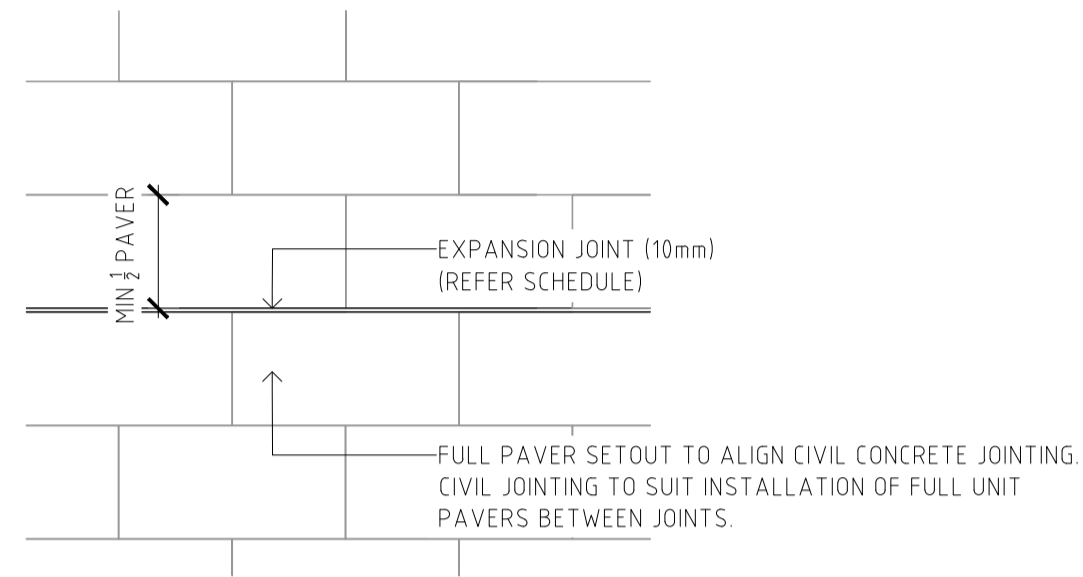 MIN ½ PAVER
EXPANSION JOINT (10mm)
(REFER SCHEDULE)
FULL PAVER SETOUT TO ALIGN CIVIL CONCRETE JOINTING.
CIVIL JOINTING TO SUIT INSTALLATION OF FULL UNIT
PAVERS BETWEEN JOINTS.